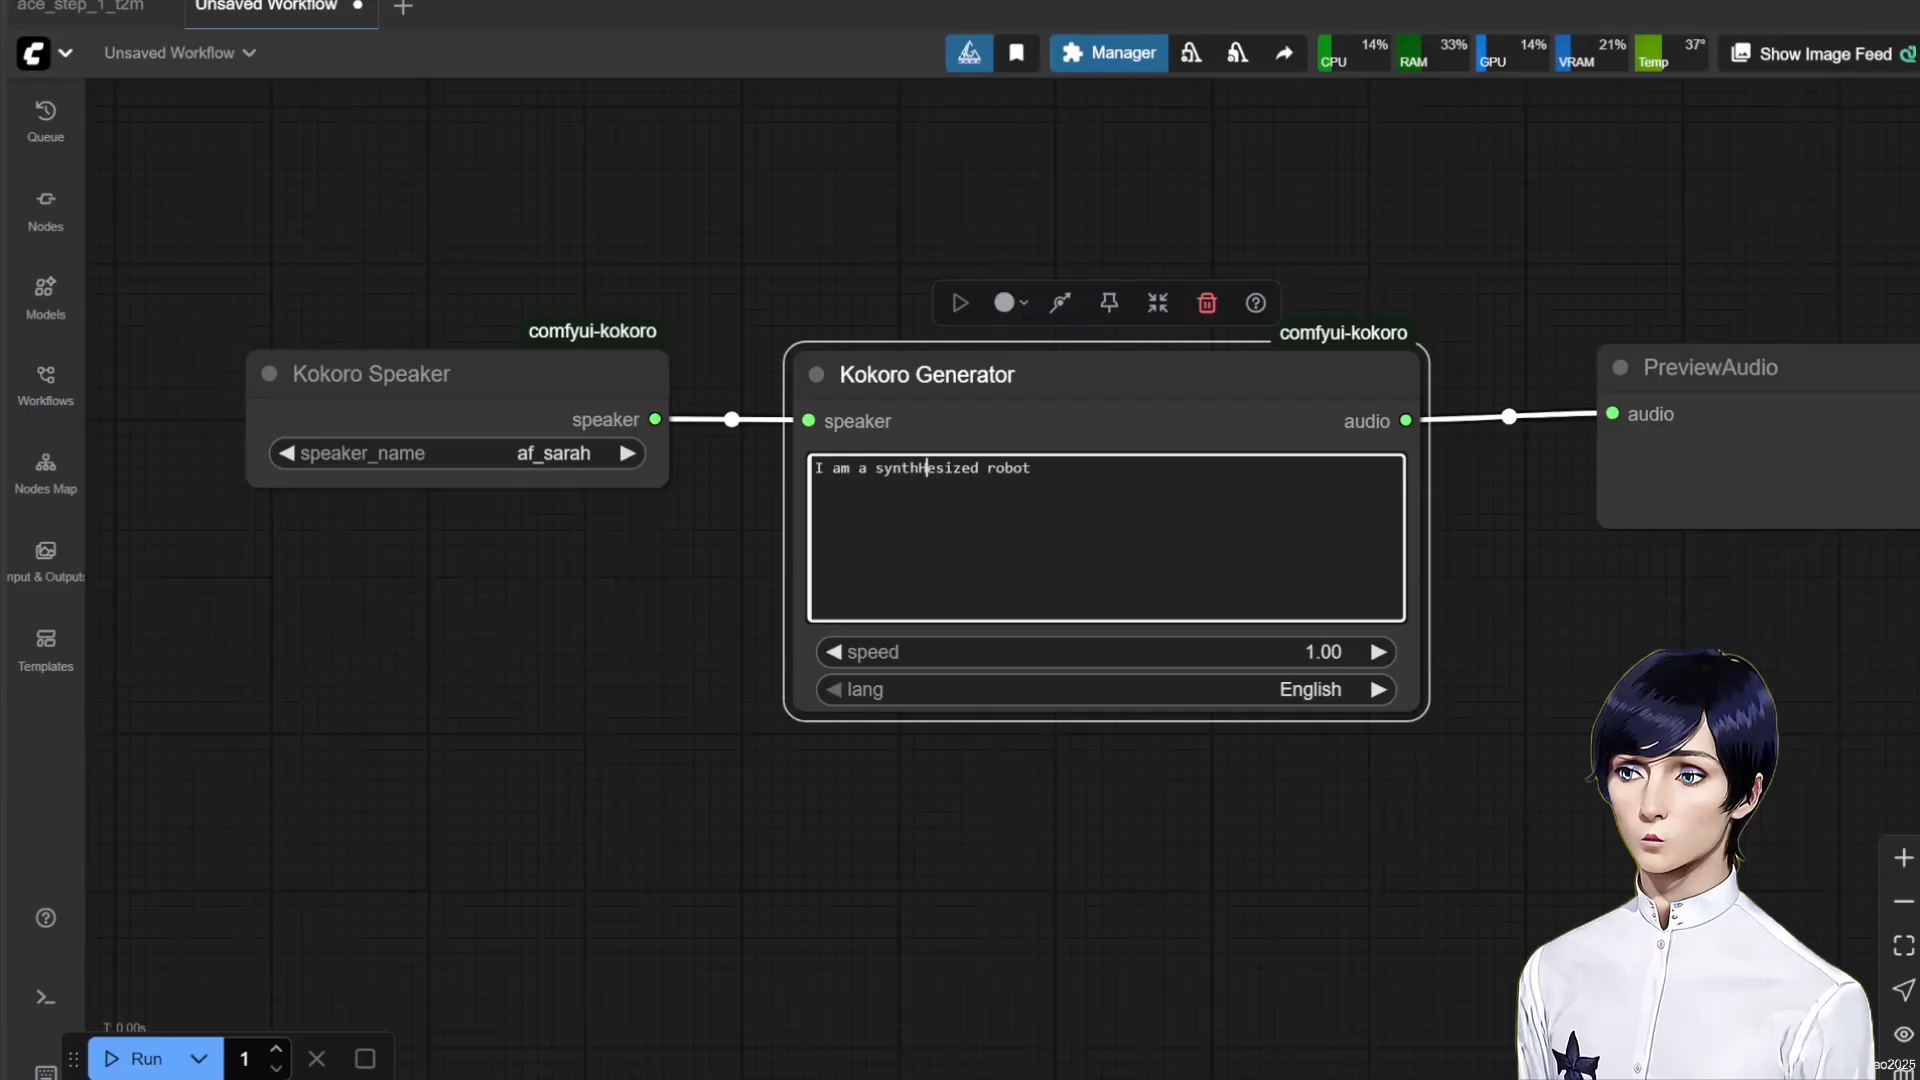 ace_step_1_t2m
Unsaved Workflow
Unsaved Workflow
Manager
CPU 14%
RAM 33%
GPU 14%
VRAM 21%
Temp 37°
Show Image Feed
Queue
Nodes
Models
Workflows
Nodes Map
nput & Output
Templates
comfyui-kokoro
Kokoro Speaker
speaker
speaker_name af_sarah
comfyui-kokoro
Kokoro Generator
speaker audio
I am a synthHesized robot
speed 1.00
lang English
PreviewAudio
audio
T: 0.00s
Run
1
ao2025